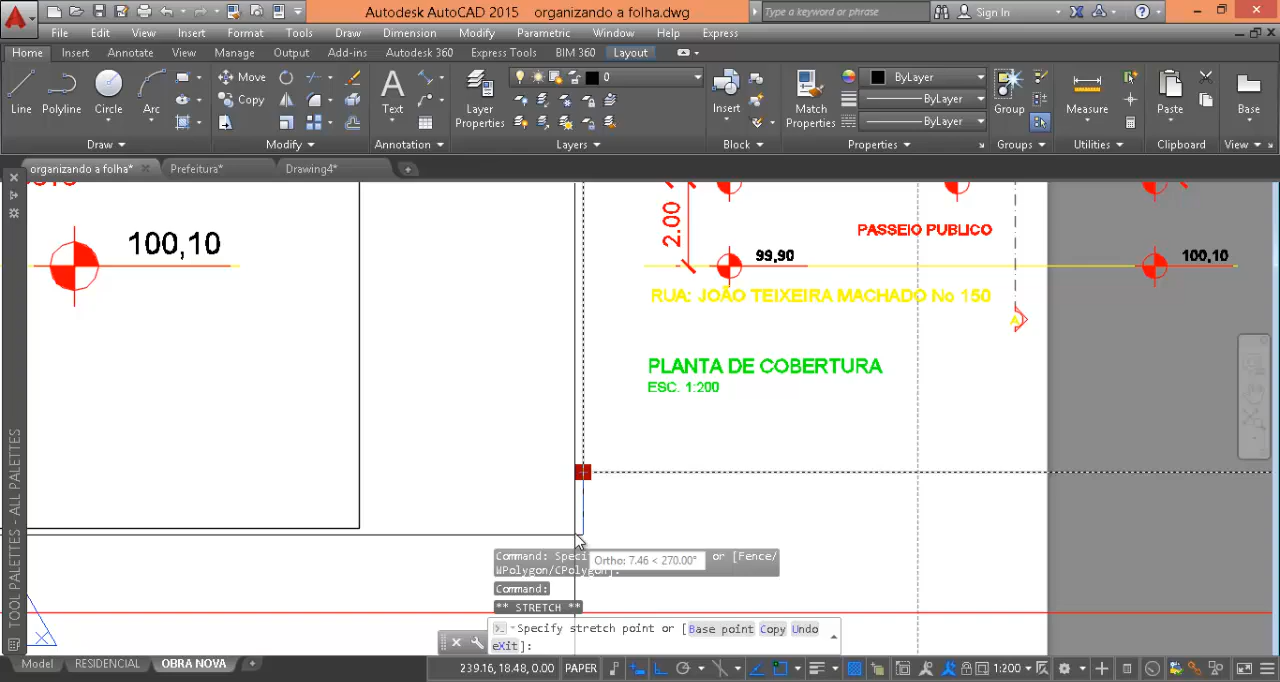 Autodesk AutoCAD 2015 organizando a folha.dwg
Type a keyword or phrase
Sign In
File Edit View Insert Format Tools Draw Dimension Modify Parametric Window Help Express
Home Insert Annotate View Manage Output Add-ins Autodesk 360 Express Tools BIM 360 Layout
Line Polyline Circle Arc
Move
Copy
Text
Layer
Properties
0
Insert
Match
Properties
ByLayer
ByLayer
ByLayer
Group
Measure
Paste
Base
Draw Modify Annotation Layers Block Properties Groups Utilities Clipboard View
organizando a folha* Prefeitura* Drawing4*
100,10
2.00
PASSEIO PUBLICO
99,90
100,10
RUA: JOÃO TEIXEIRA MACHADO No 150
A
PLANTA DE COBERTURA
ESC. 1:200
Ortho: 7.46 < 270.00°
Command: Speci
or [Fence/
WPolygon/CPolygon]:
Command:
** STRETCH **
Specify stretch point or [Base point Copy Undo
eXit]:
TOOL PALETTES - ALL PALETTES
Model RESIDENCIAL OBRA NOVA
239.16, 18.48, 0.00 PAPER
1:200